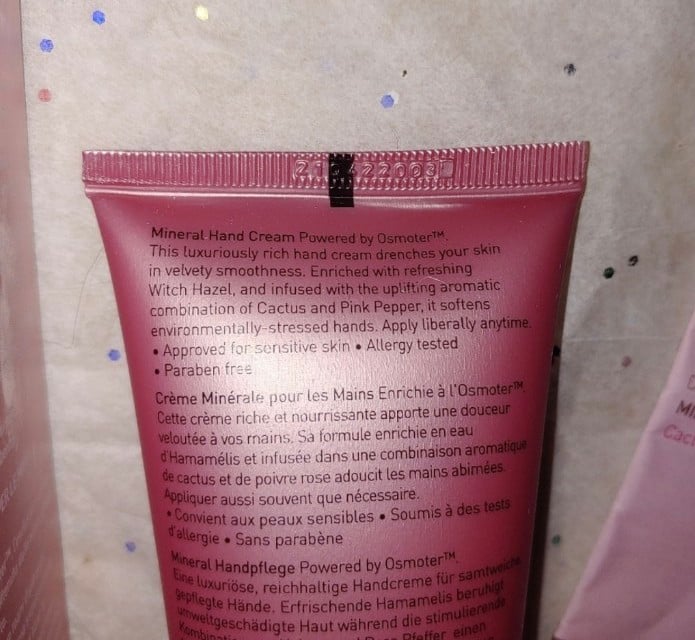 Mineral Hand Cream Powered by Osmoter™.
This luxuriously rich hand cream drenches your skin
in velvety smoothness. Enriched with refreshing
Witch Hazel, and infused with the uplifting aromatic
combination of Cactus and Pink Pepper, it softens
environmentally-stressed hands. Apply liberally anytime.
• Approved for sensitive skin • Allergy tested
• Paraben free
Crème Minérale pour les Mains Enrichie à l'Osmoter™.
Cette crème riche et nourrissante apporte une douceur
veloutée à vos mains. Sa formule enrichie en eau
d'Hamamélis et infusée dans une combinaison aromatique
de cactus et de poivre rose adoucit les mains abimées.
Appliquer aussi souvent que nécessaire.
• Convient aux peaux sensibles • Soumis à des tests
d'allergie • Sans parabène
Mineral Handpflege Powered by Osmoter™.
Eine luxuriöse, reichhaltige Handcreme für samtweiche,
gepflegte Hände. Erfrischende Hamamelis beruhigt
umweltgeschädigte Haut während die stimulierende
Pfeffer, einen